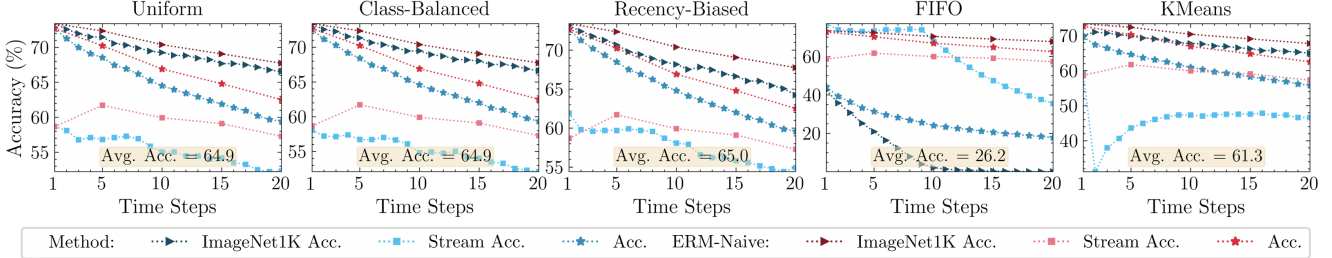 Uniform
Class-Balanced
Recency-Biased
FIFO
KMeans
Accuracy (%)
70
65
60
55
Avg. Acc. = 64.9
1 5 10 15 20
Time Steps
70
65
60
55
Avg. Acc. = 64.9
1 5 10 15 20
Time Steps
70
65
60
55
Avg. Acc. = 65.0
1 5 10 15 20
Time Steps
60
40
20
Avg. Acc. = 26.2
1 5 10 15 20
Time Steps
70
60
50
40
Avg. Acc. = 61.3
1 5 10 15 20
Time Steps
Method: ImageNet1K Acc. Stream Acc. Acc. ERM-Naive: ImageNet1K Acc. Stream Acc. Acc.